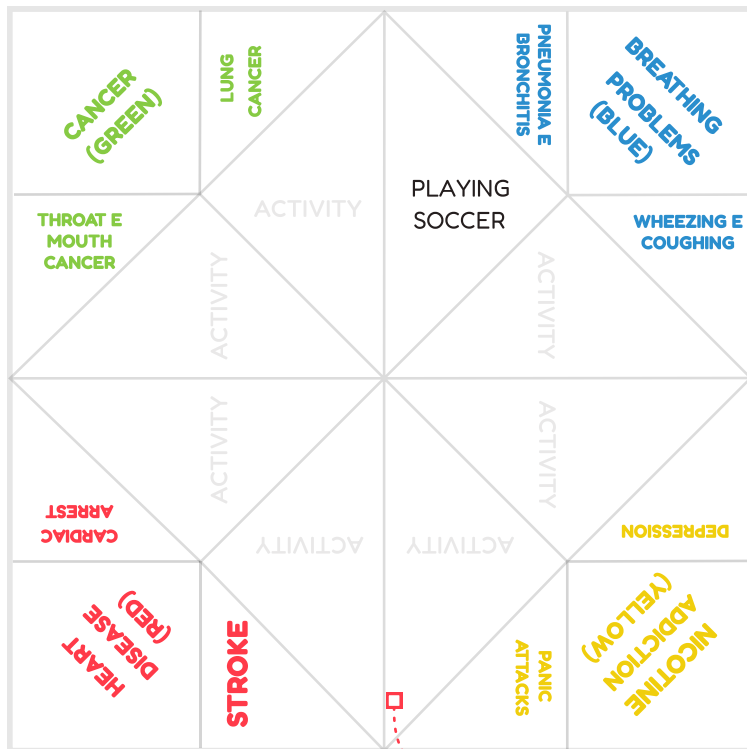 CANCER
(GREEN)
LUNG
CANCER
PNEUMONIA E
BRONCHITIS
BREATHING
PROBLEMS
(BLUE)
THROAT E
MOUTH
CANCER
ACTIVITY
PLAYING
SOCCER
WHEEZING E
COUGHING
ACTIVITY
ACTIVITY
ACTIVITY
ACTIVITY
CARDIAC
ARREST
ACTIVITY
ACTIVITY
DEPRESSION
HEART
DISEASE
(RED)
STROKE
PANIC
ATTACKS
NICOTINE
ADDICTION
(YELLOW)